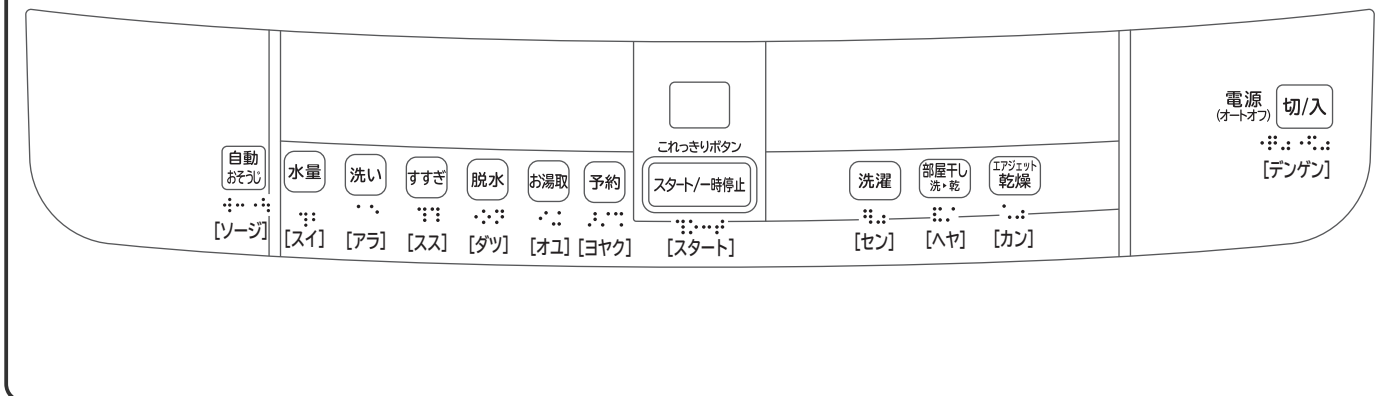 自動
おそうじ
⠺⠒⠐⠳
[ソージ]
水量
[スイ]
洗い
[アラ]
すすぎ
[スス]
脱水
[ダツ]
お湯取
[オユ]
予約
[ヨヤク]
これっきりボタン
スタート/一時停止
[スタート]
洗濯
[セン]
部屋干し
洗▸乾
[ヘヤ]
エアジェット
乾燥
[カン]
電源
(オートオフ)
切/入
[デンゲン]